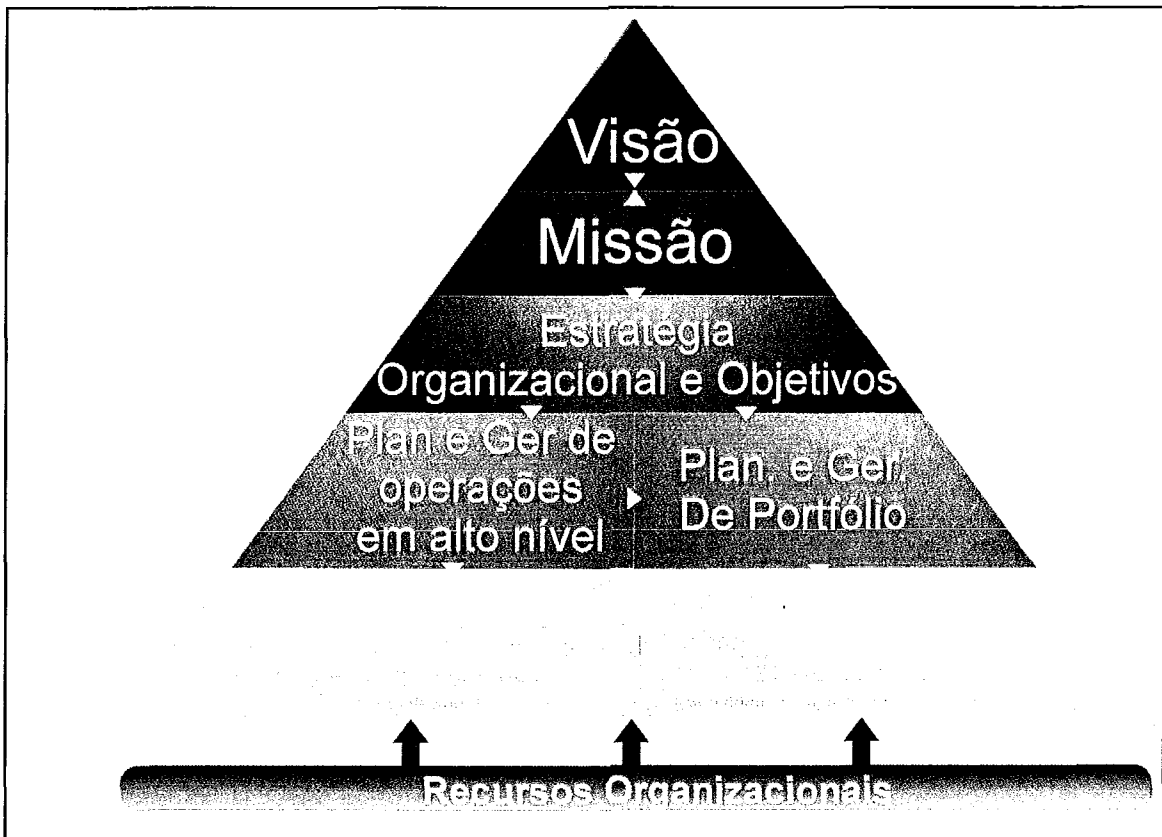 Visão
Missão
Estratégia
Organizacional e Objetivos
Plan e Ger de
operações
em alto nível
Plan. e Ger.
De Portfólio
Recursos Organizacionais